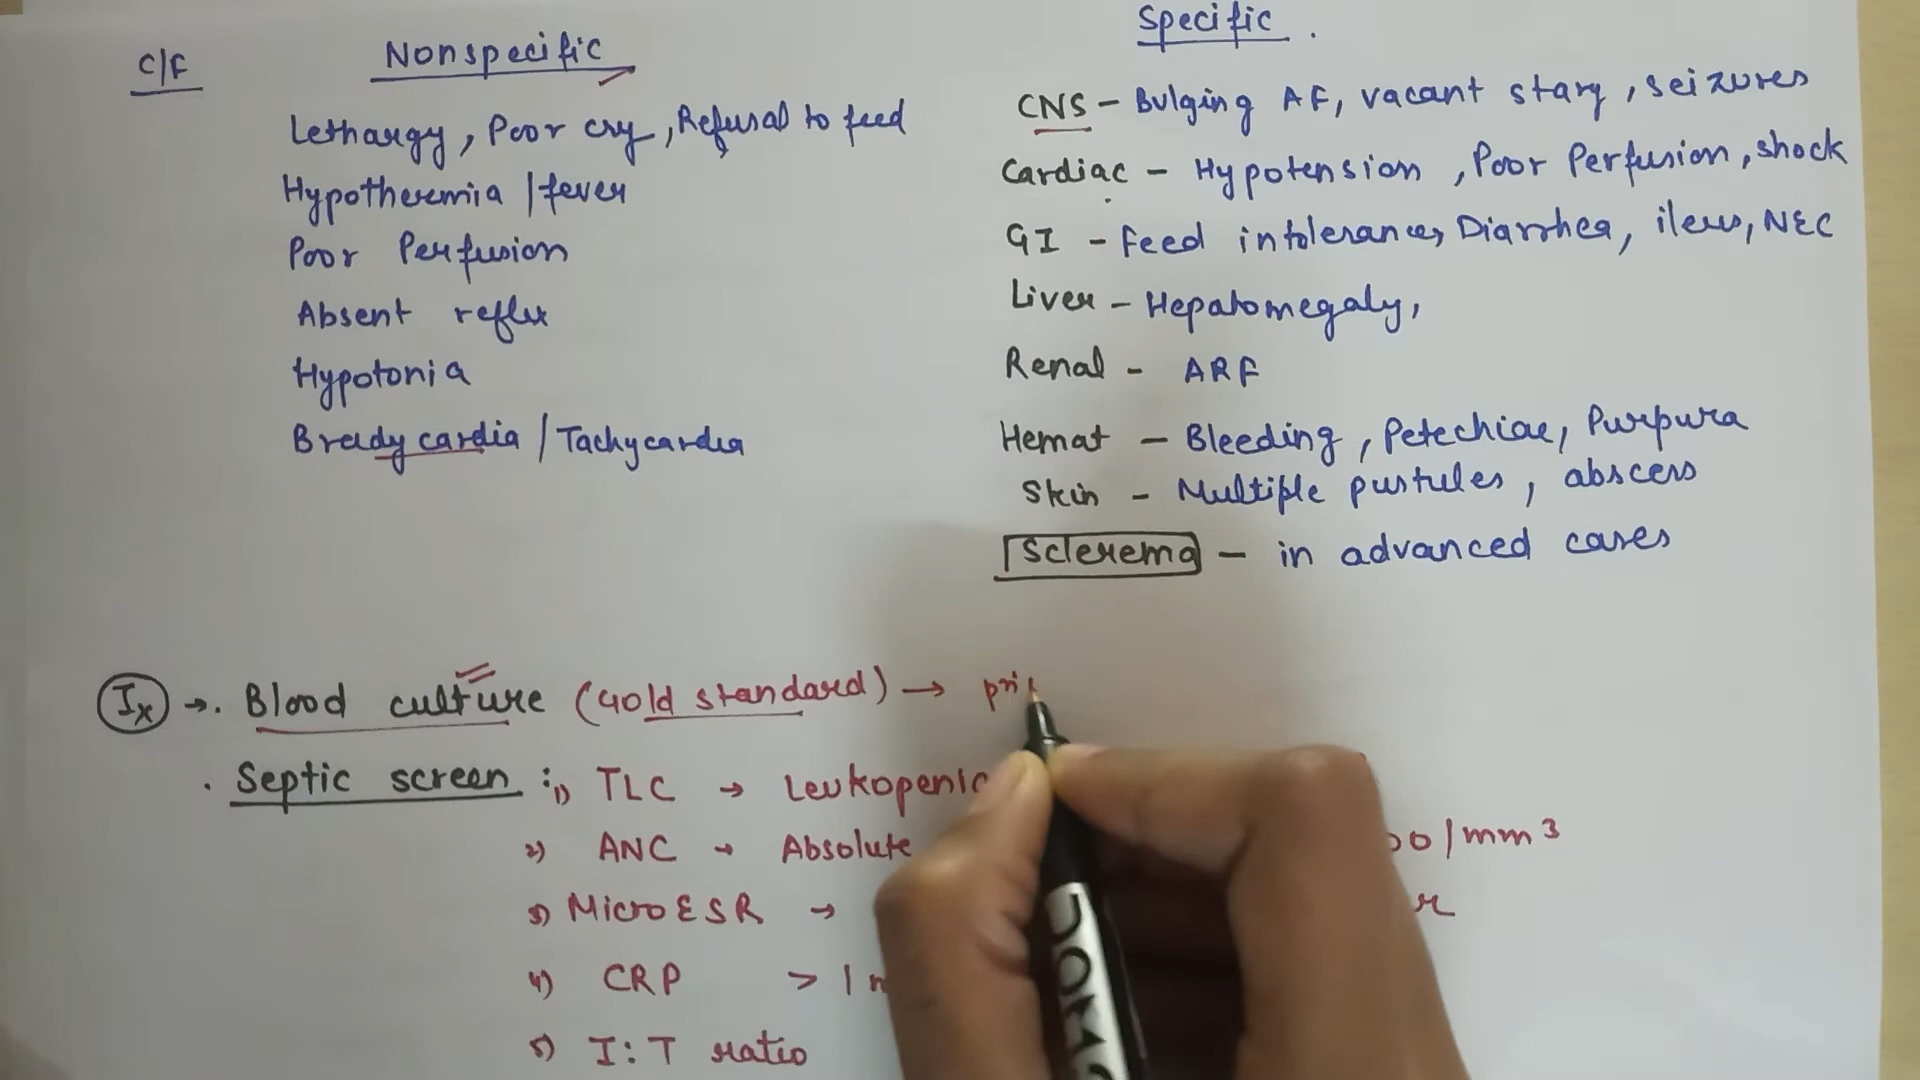 C/F Nonspecific
Lethargy, Poor cry, Refusal to feed
Hypothermia / fever
Poor Perfusion
Absent reflex
Hypotonia
Bradycardia / Tachycardia
Specific.
CNS - Bulging AF, vacant stary, seizures
Cardiac - Hypotension, Poor Perfusion, shock
GI - Feed intolerance, Diarrhea, ileus, NEC
Liver - Hepatomegaly,
Renal - ARF
Hemat - Bleeding, Petechiae, Purpura
Skin - Multiple pustules, abscess
Sclerema - in advanced cases
Ix → . Blood culture (Gold standard) → pri
. Septic screen : 1) TLC → Leukopenia
2) ANC → Absolute 00/mm3
3) Micro ESR →
4) CRP > 1
5) I:T ratio